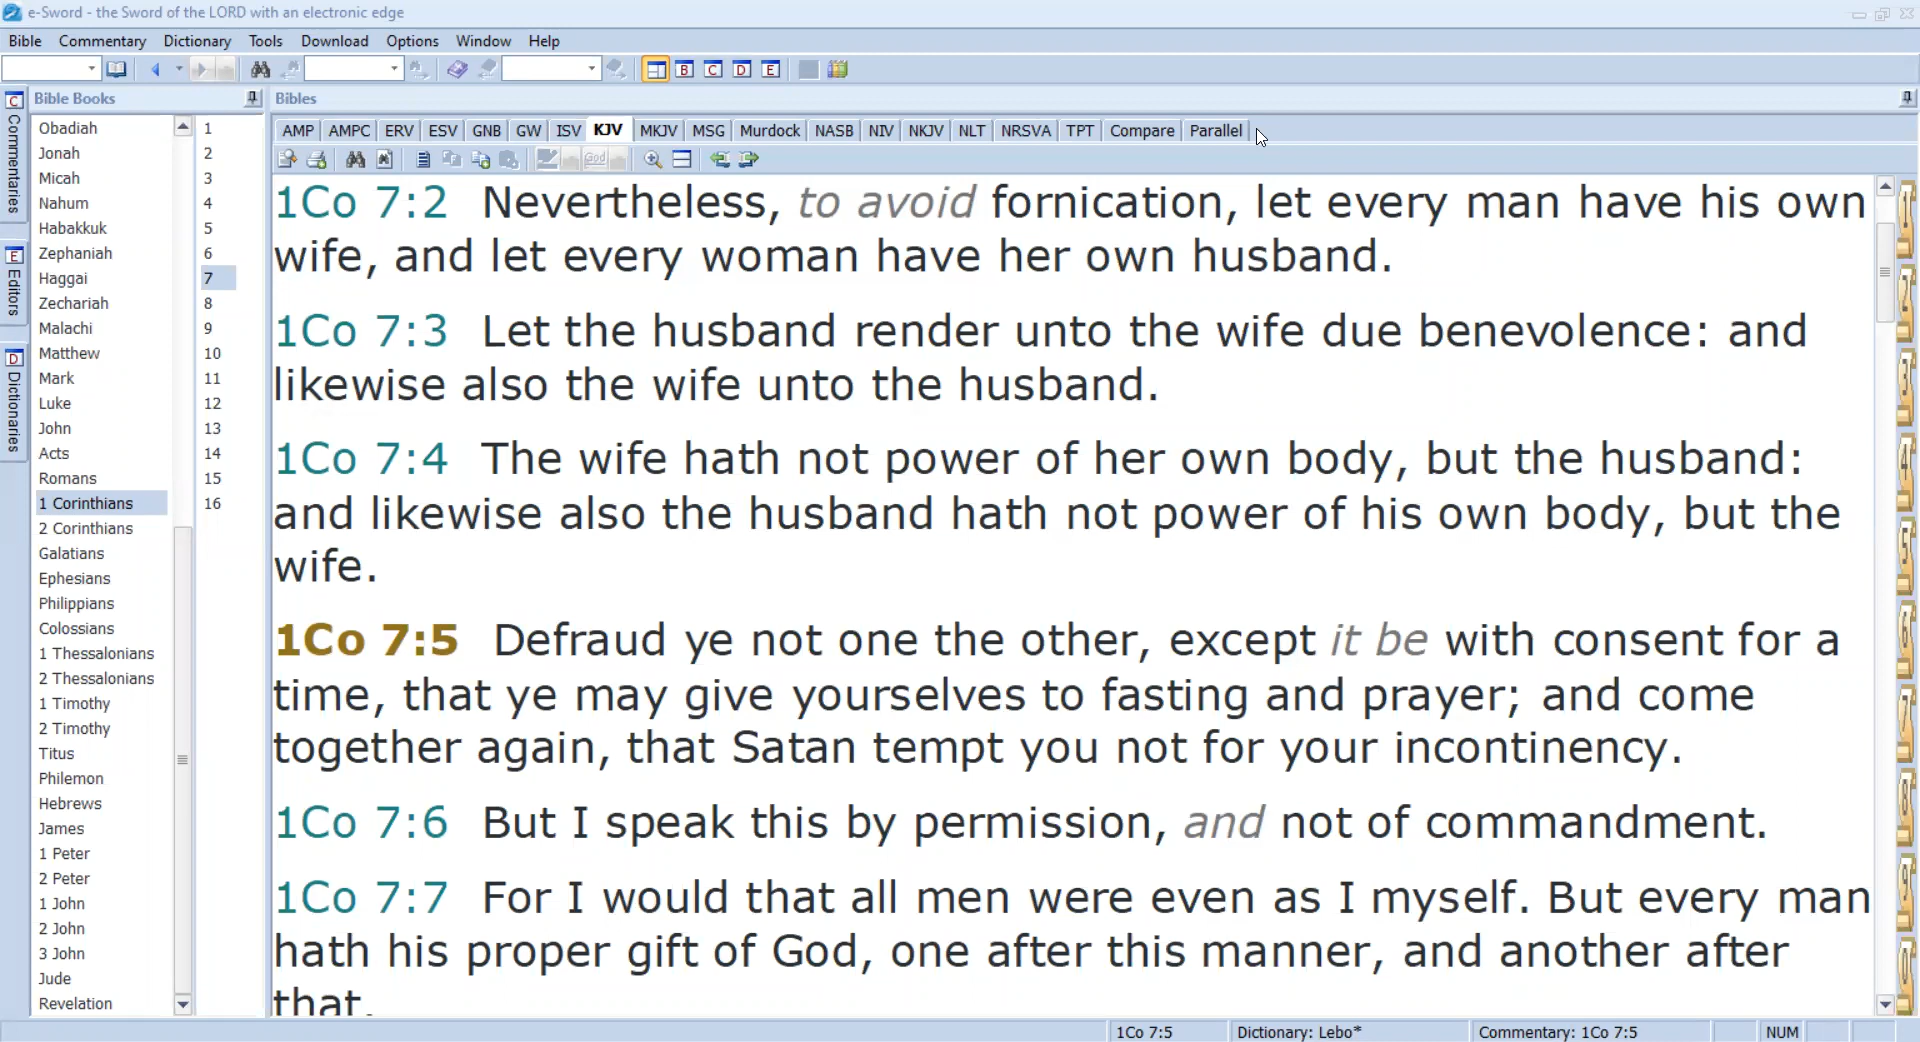 e-Sword - the Sword of the LORD with an electronic edge
Bible Commentary Dictionary Tools Download Options Window Help
B C D E
C Commentaries
E Editors
D Dictionaries
Bible Books
Obadiah
Jonah
Micah
Nahum
Habakkuk
Zephaniah
Haggai
Zechariah
Malachi
Matthew
Mark
Luke
John
Acts
Romans
1 Corinthians
2 Corinthians
Galatians
Ephesians
Philippians
Colossians
1 Thessalonians
2 Thessalonians
1 Timothy
2 Timothy
Titus
Philemon
Hebrews
James
1 Peter
2 Peter
1 John
2 John
3 John
Jude
Revelation
1
2
3
4
5
6
7
8
9
10
11
12
13
14
15
16
Bibles
AMP AMPC ERV ESV GNB GW ISV KJV MKJV MSG Murdock NASB NIV NKJV NLT NRSVA TPT Compare Parallel
God
1Co 7:2 Nevertheless, to avoid fornication, let every man have his own
wife, and let every woman have her own husband.
1Co 7:3 Let the husband render unto the wife due benevolence: and
likewise also the wife unto the husband.
1Co 7:4 The wife hath not power of her own body, but the husband:
and likewise also the husband hath not power of his own body, but the
wife.
1Co 7:5 Defraud ye not one the other, except it be with consent for a
time, that ye may give yourselves to fasting and prayer; and come
together again, that Satan tempt you not for your incontinency.
1Co 7:6 But I speak this by permission, and not of commandment.
1Co 7:7 For I would that all men were even as I myself. But every man
hath his proper gift of God, one after this manner, and another after
that.
1Co 7:5 Dictionary: Lebo* Commentary: 1Co 7:5 NUM